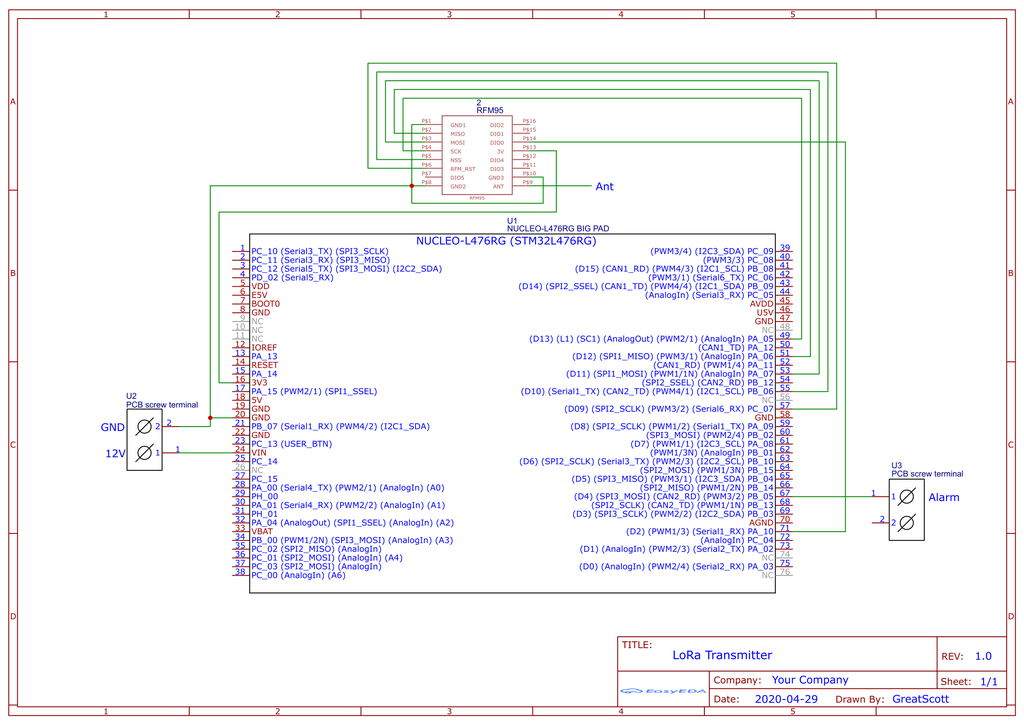 1 2 3 4 5
A A
B B
C C
D D
2
RFM95
P$1 GND1 DIO2 P$16
P$2 MISO DIO1 P$15
P$3 MOSI DIO0 P$14
P$4 SCK 3V P$13
P$5 NSS DIO4 P$12
P$6 RFM_RST DIO3 P$11
P$7 DIO5 GND3 P$10
P$8 GND2 ANT P$9
RFM95
Ant
U1
NUCLEO-L476RG BIG PAD
NUCLEO-L476RG (STM32L476RG)
1 PC_10 (Serial3_TX) (SPI3_SCLK)
2 PC_11 (Serial3_RX) (SPI3_MISO)
3 PC_12 (Serial5_TX) (SPI3_MOSI) (I2C2_SDA)
4 PD_02 (Serial5_RX)
5 VDD
6 E5V
7 BOOT0
8 GND
9 NC
10 NC
11 NC
12 IOREF
13 PA_13
14 RESET
15 PA_14
16 3V3
17 PA_15 (PWM2/1) (SPI1_SSEL)
18 5V
19 GND
20 GND
21 PB_07 (Serial1_RX) (PWM4/2) (I2C1_SDA)
22 GND
23 PC_13 (USER_BTN)
24 VIN
25 PC_14
26 NC
27 PC_15
28 PA_00 (Serial4_TX) (PWM2/1) (AnalogIn) (A0)
29 PH_00
30 PA_01 (Serial4_RX) (PWM2/2) (AnalogIn) (A1)
31 PH_01
32 PA_04 (AnalogOut) (SPI1_SSEL) (AnalogIn) (A2)
33 VBAT
34 PB_00 (PWM1/2N) (SPI3_MOSI) (AnalogIn) (A3)
35 PC_02 (SPI2_MISO) (AnalogIn)
36 PC_01 (SPI2_MOSI) (AnalogIn) (A4)
37 PC_03 (SPI2_MOSI) (AnalogIn)
38 PC_00 (AnalogIn) (A6)
(PWM3/4) (I2C3_SDA) PC_09 39
(PWM3/3) PC_08 40
(D15) (CAN1_RD) (PWM4/3) (I2C1_SCL) PB_08 41
(PWM3/1) (Serial6_TX) PC_06 42
(D14) (SPI2_SSEL) (CAN1_TD) (PWM4/4) (I2C1_SDA) PB_09 43
(AnalogIn) (Serial3_RX) PC_05 44
AVDD 45
U5V 46
GND 47
NC 48
(D13) (L1) (SC1) (AnalogOut) (PWM2/1) (AnalogIn) PA_05 49
(CAN1_TD) PA_12 50
(D12) (SPI1_MISO) (PWM3/1) (AnalogIn) PA_06 51
(CAN1_RD) (PWM1/4) PA_11 52
(D11) (SPI1_MOSI) (PWM1/1N) (AnalogIn) PA_07 53
(SPI2_SSEL) (CAN2_RD) PB_12 54
(D10) (Serial1_TX) (CAN2_TD) (PWM4/1) (I2C1_SCL) PB_06 55
NC 56
(D09) (SPI2_SCLK) (PWM3/2) (Serial6_RX) PC_07 57
GND 58
(D8) (SPI2_SCLK) (PWM1/2) (Serial1_TX) PA_09 59
(SPI3_MOSI) (PWM2/4) PB_02 60
(D7) (PWM1/1) (I2C3_SCL) PA_08 61
(PWM1/3N) (AnalogIn) PB_01 62
(D6) (SPI2_SCLK) (Serial3_TX) (PWM2/3) (I2C2_SCL) PB_10 63
(SPI2_MOSI) (PWM1/3N) PB_15 64
(D5) (SPI3_MISO) (PWM3/1) (I2C3_SDA) PB_04 65
(SPI2_MISO) (PWM1/2N) PB_14 66
(D4) (SPI3_MOSI) (CAN2_RD) (PWM3/2) PB_05 67
(SPI2_SCLK) (CAN2_TD) (PWM1/1N) PB_13 68
(D3) (SPI3_SCLK) (PWM2/2) (I2C2_SDA) PB_03 69
AGND 70
(D2) (PWM1/3) (Serial1_RX) PA_10 71
(AnalogIn) PC_04 72
(D1) (AnalogIn) (PWM2/3) (Serial2_TX) PA_02 73
NC 74
(D0) (AnalogIn) (PWM2/4) (Serial2_RX) PA_03 75
NC 76
U2
PCB screw terminal
GND 2 2
12V 1 1
U3
PCB screw terminal
1 1 Alarm
2 2
TITLE:
LoRa Transmitter
REV: 1.0
EasyEDA
Company: Your Company
Sheet: 1/1
Date: 2020-04-29 Drawn By: GreatScott
1 2 3 4 5